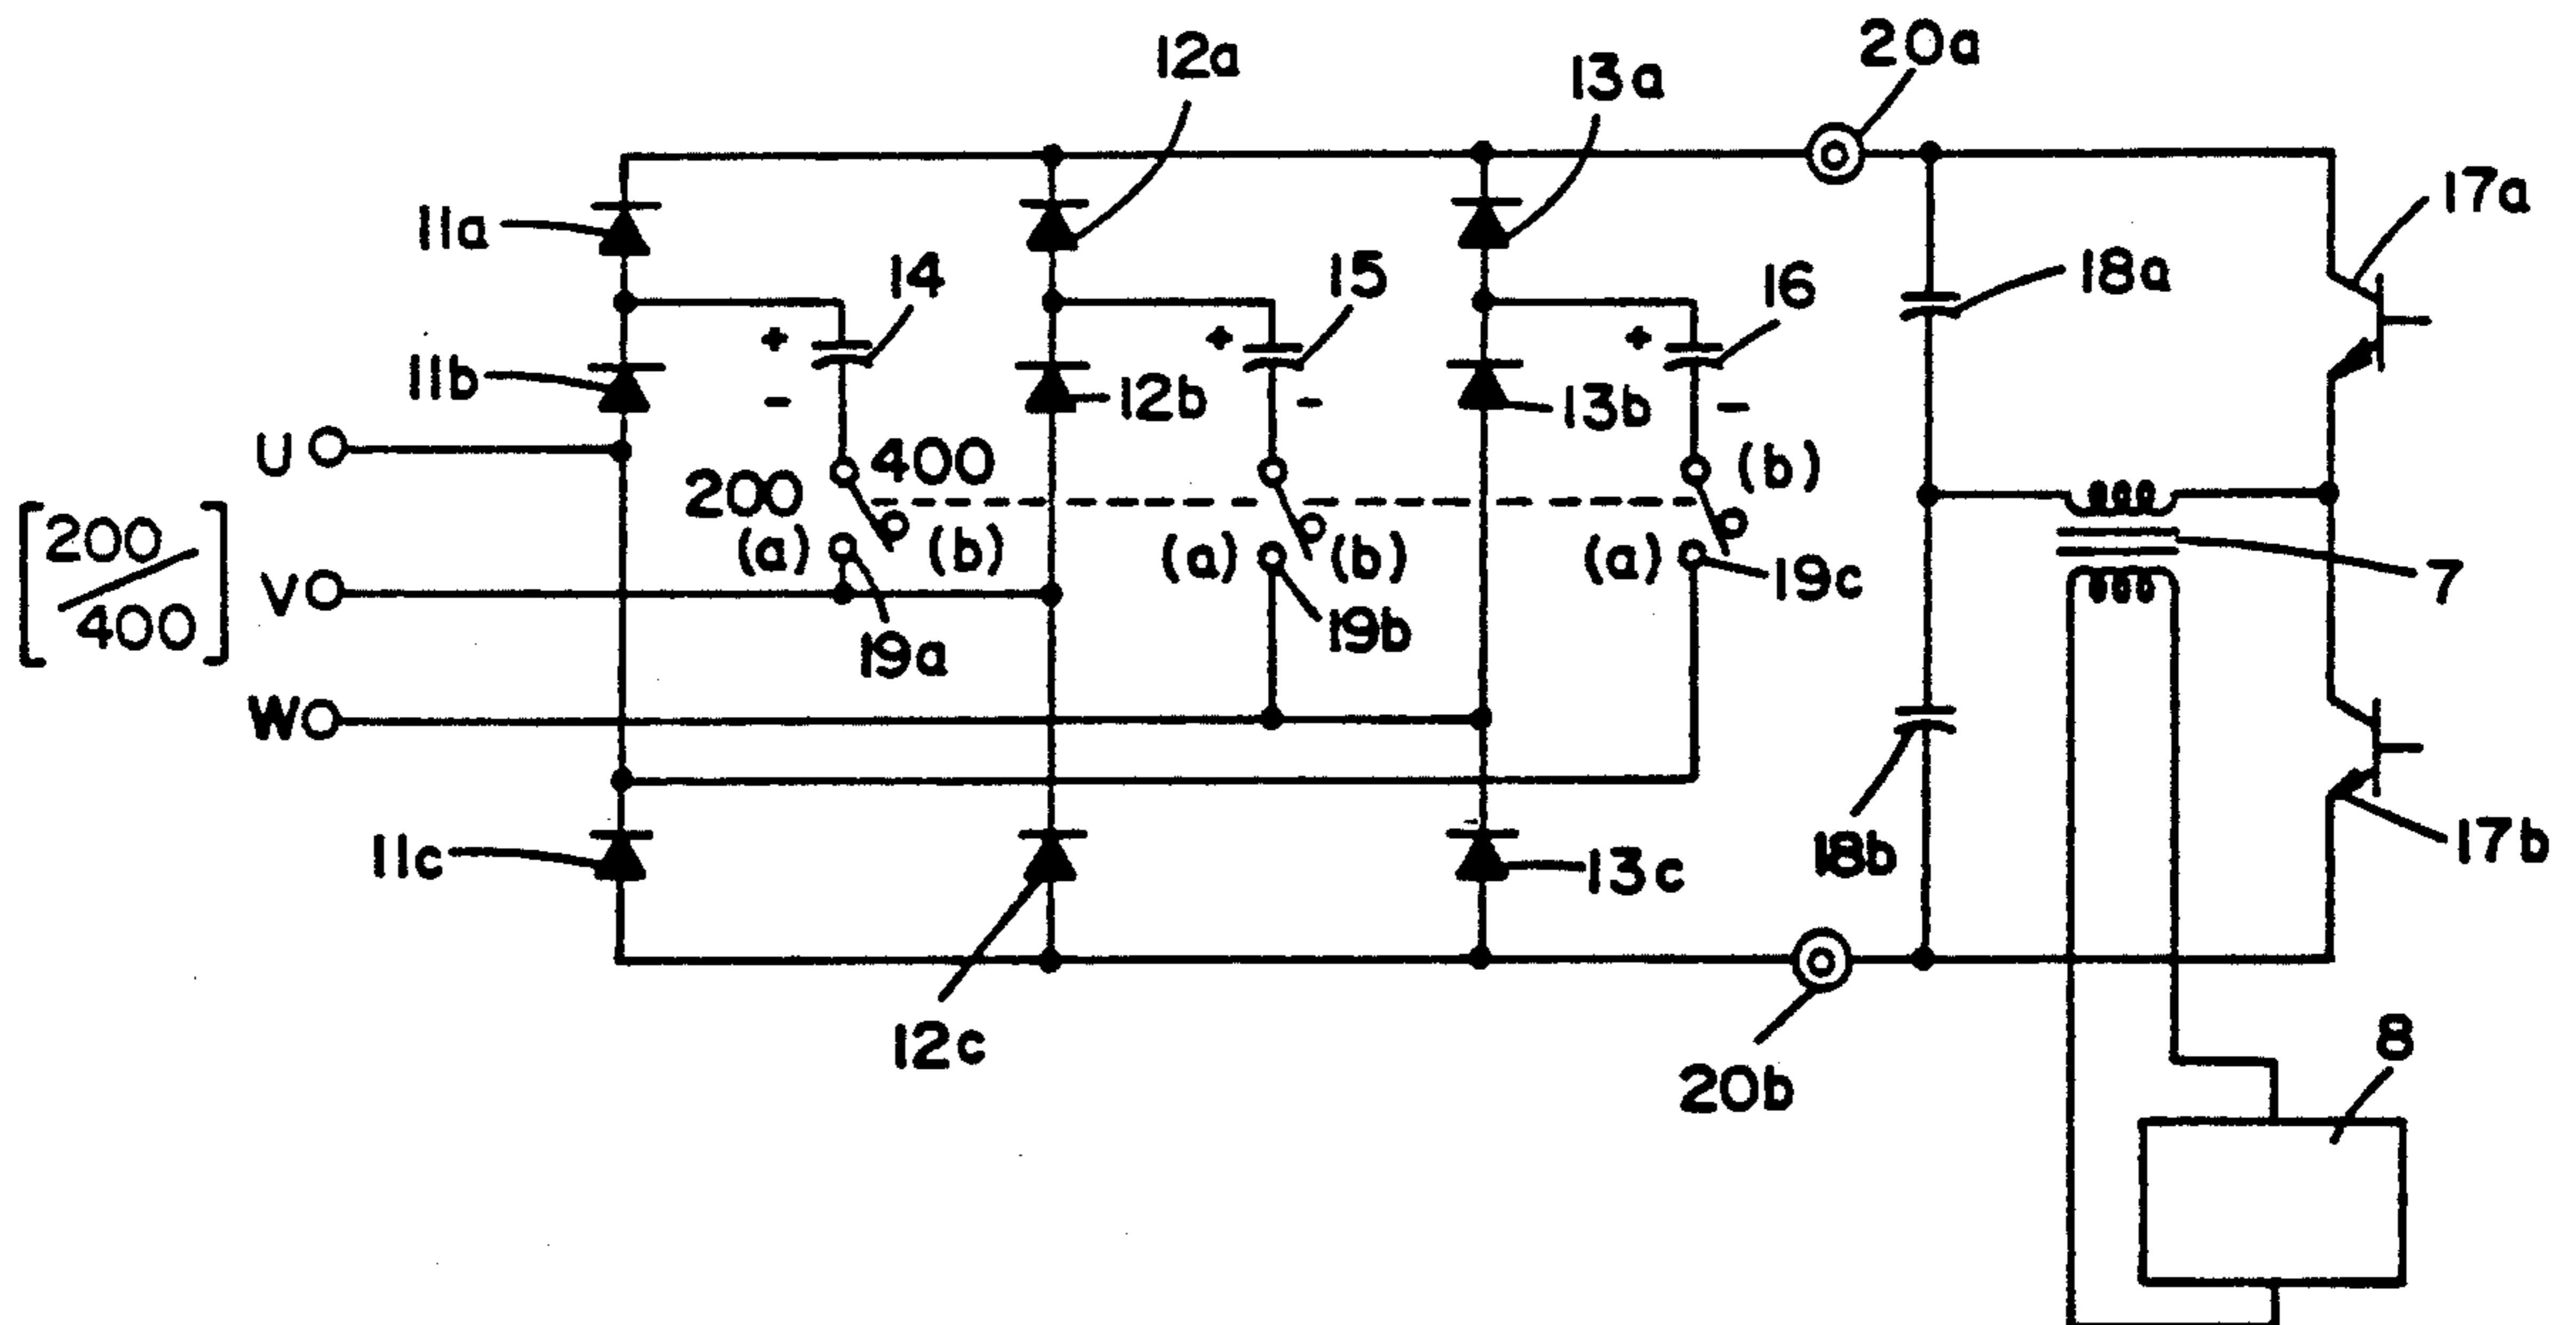 12a
20a
13a
17a
11a
14
15
16
18a
+
+
+
11b
12b
13b
-
-
-
U
200
400
(b)
[200/400]
V
(a)
(b)
(a)
(b)
(a)
19c
7
19a
19b
W
11c
13c
18b
17b
12c
20b
8